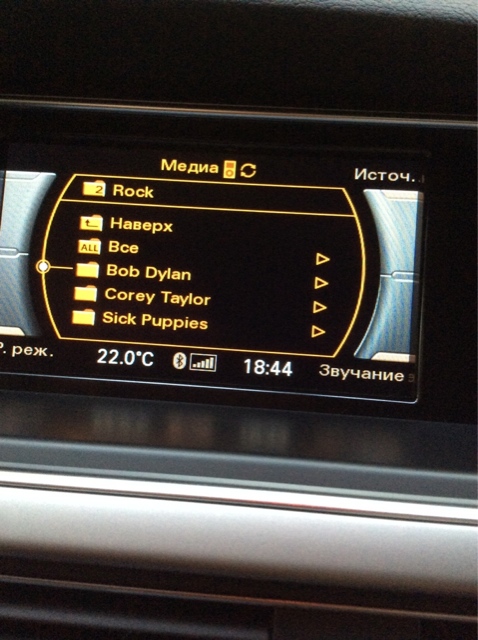 Медиа
Источ.
2 Rock
Наверх
ALL Все
Bob Dylan
Corey Taylor
Sick Puppies
Р. реж.
22.0°C
18:44
Звучание